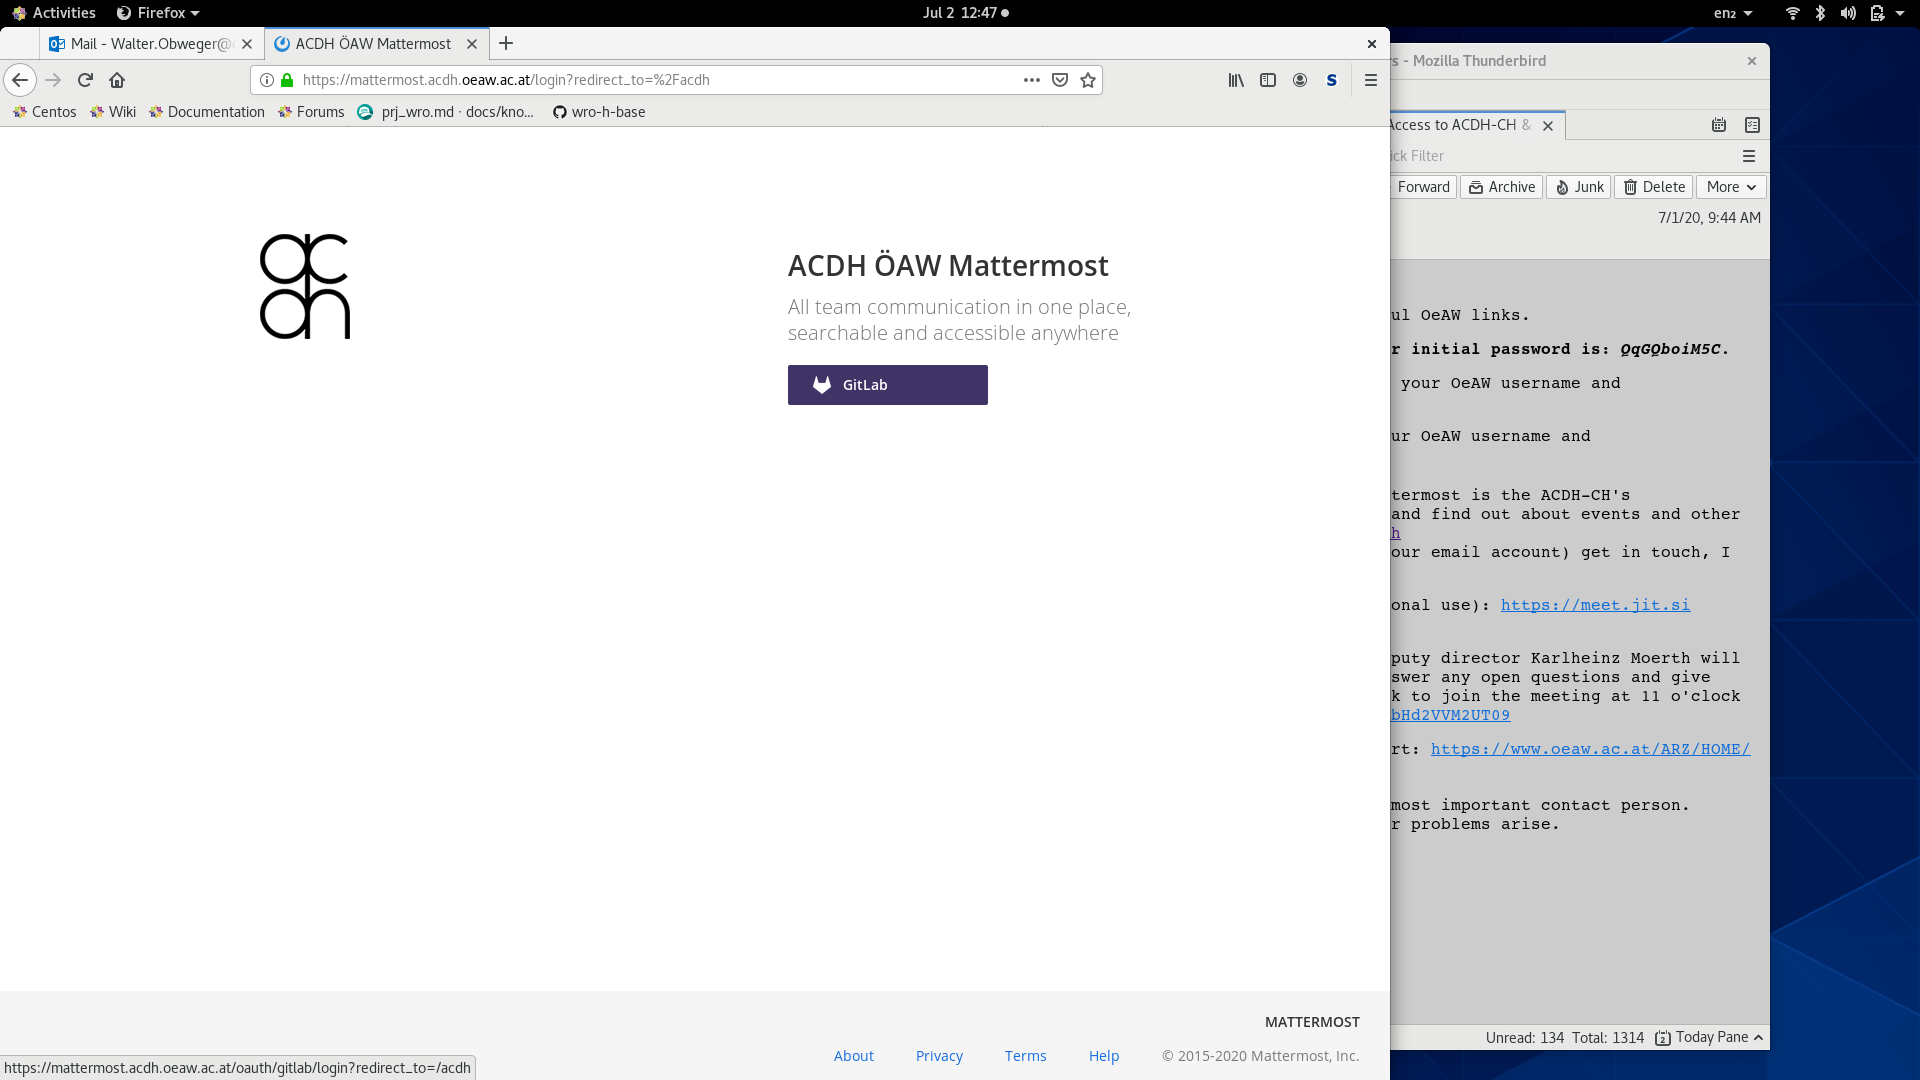 Activities
Firefox
Jul 2 12:47
en₂
Mail - Walter.Obweger@
ACDH ÖAW Mattermost
https://mattermost.acdh.oeaw.ac.at/login?redirect_to=%2Facdh
Centos
Wiki
Documentation
Forums
prj_wro.md · docs/kno...
wro-h-base
acdh
ACDH ÖAW Mattermost
All team communication in one place,
searchable and accessible anywhere
GitLab
MATTERMOST
About
Privacy
Terms
Help
© 2015-2020 Mattermost, Inc.
https://mattermost.acdh.oeaw.ac.at/oauth/gitlab/login?redirect_to=/acdh
rs - Mozilla Thunderbird
Access to ACDH-CH &
ick Filter
Forward
Archive
Junk
Delete
More
7/1/20, 9:44 AM
ul OeAW links.
r initial password is: QqGQboiM5C.
your OeAW username and
ur OeAW username and
termost is the ACDH-CH's
and find out about events and other
h
our email account) get in touch, I
onal use): https://meet.jit.si
puty director Karlheinz Moerth will
swer any open questions and give
k to join the meeting at 11 o'clock
bHd2VVM2UT09
rt: https://www.oeaw.ac.at/ARZ/HOME/
most important contact person.
r problems arise.
Unread: 134 Total: 1314
Today Pane